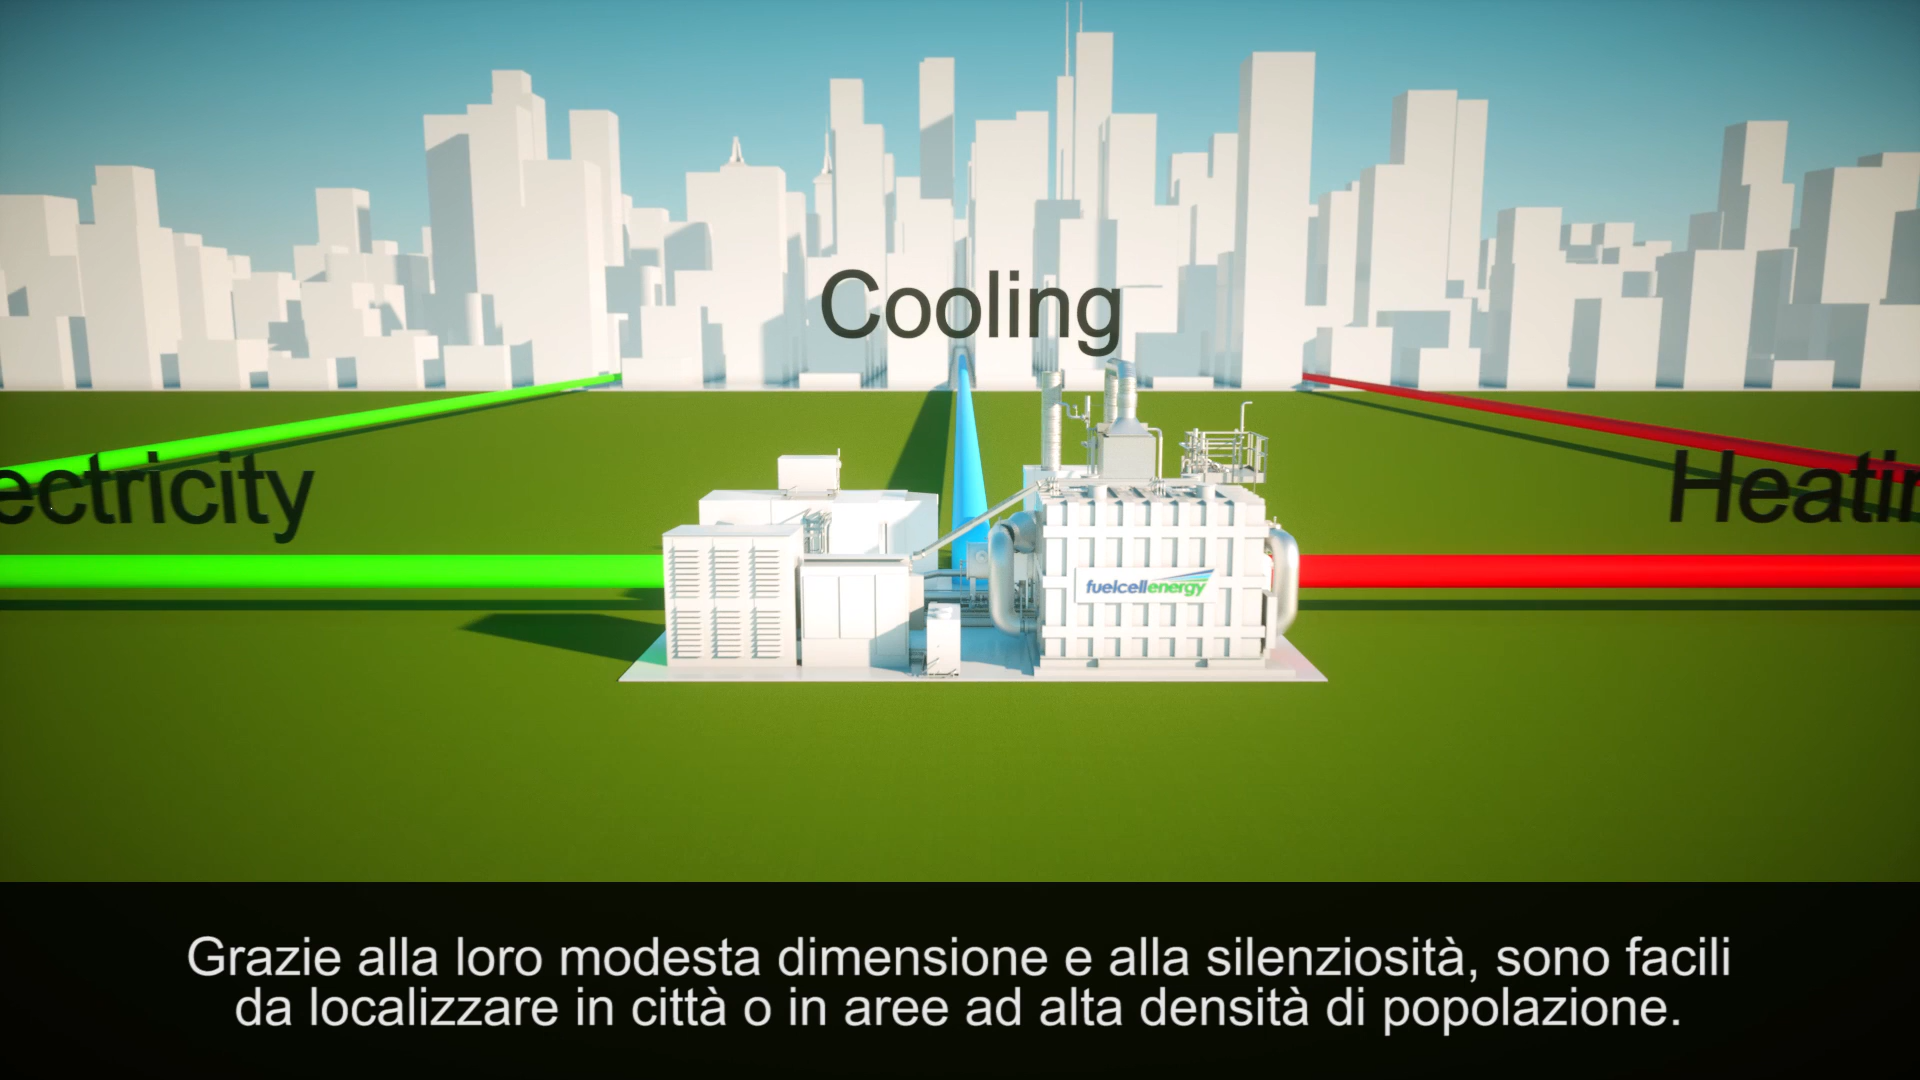 Cooling
ectricity
Heatin
fuelcellenergy
Grazie alla loro modesta dimensione e alla silenziosità, sono facili
da localizzare in città o in aree ad alta densità di popolazione.